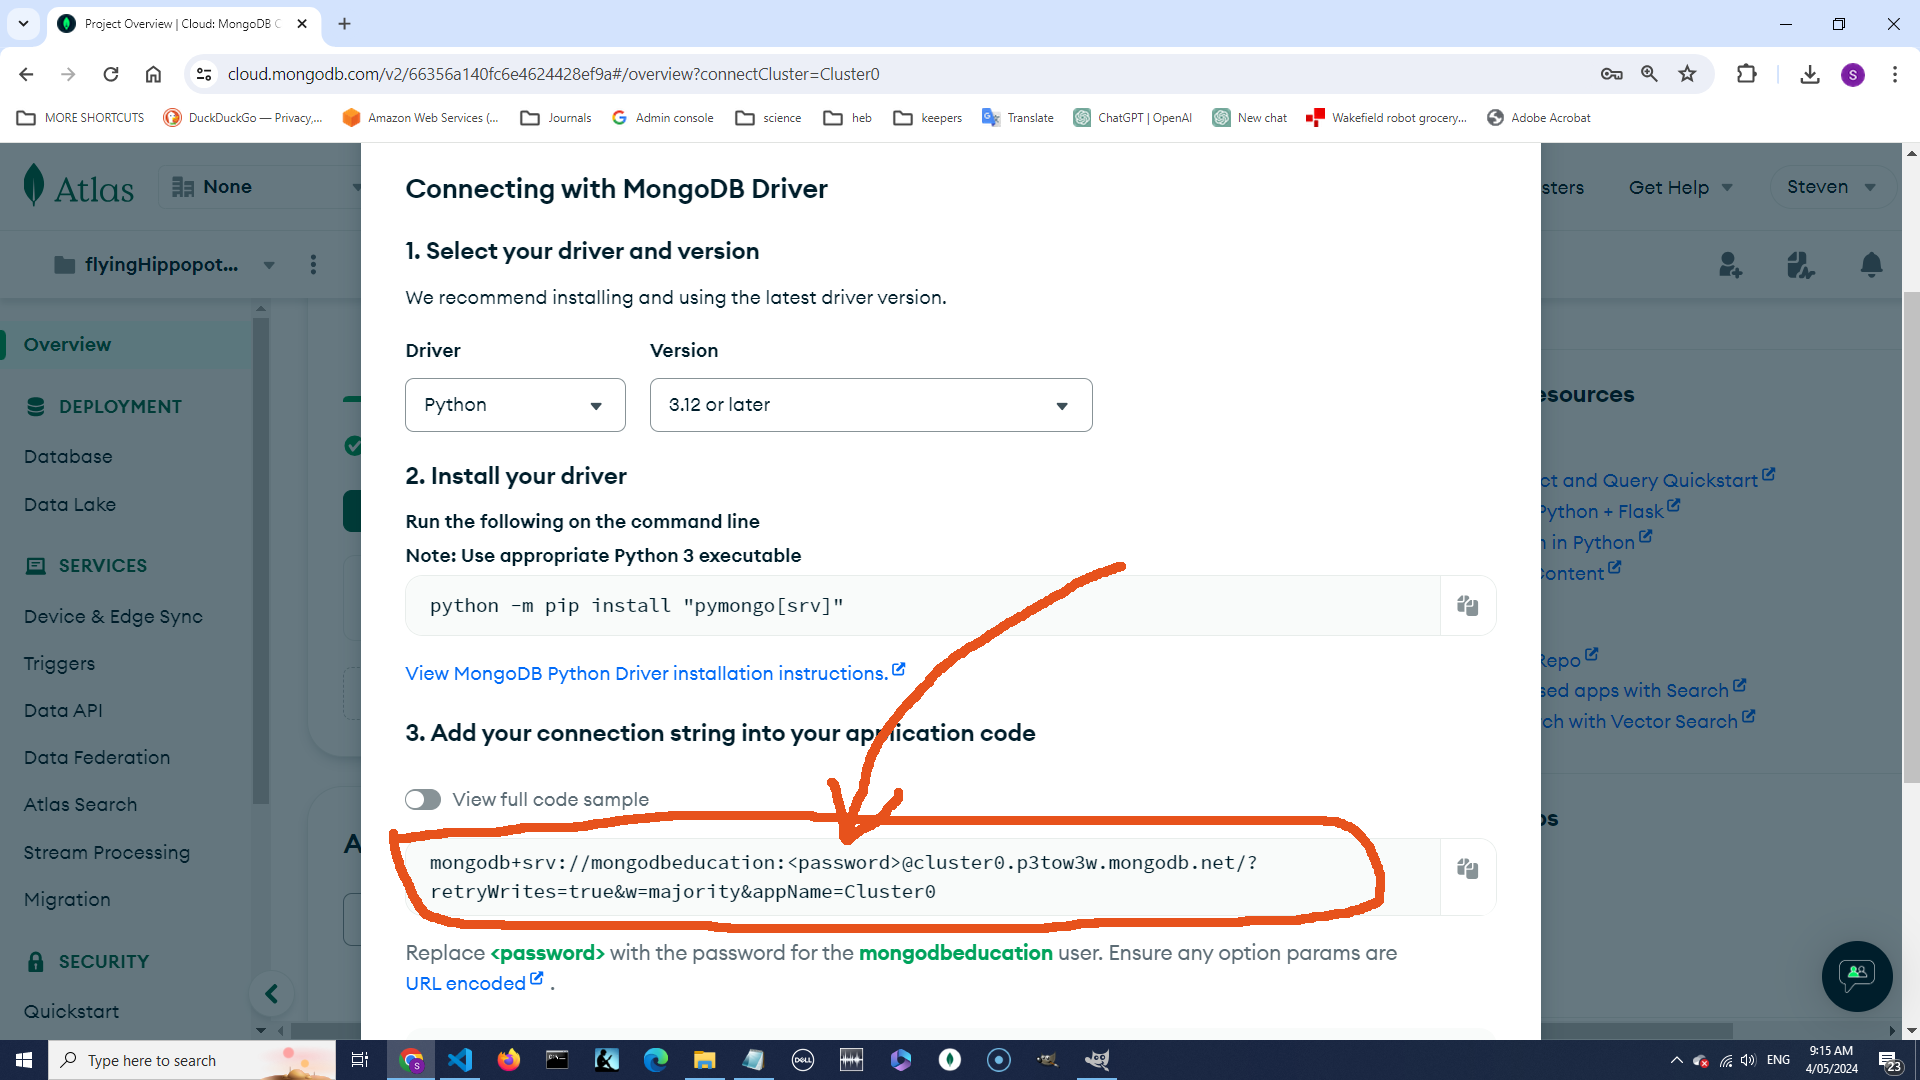 Project Overview | Cloud: MongoDB C
cloud.mongodb.com/v2/66356a140fc6e4624428ef9a#/overview?connectCluster=Cluster0
S
MORE SHORTCUTS
DuckDuckGo — Privacy,...
Amazon Web Services (...
Journals
Admin console
science
heb
keepers
Translate
ChatGPT | OpenAI
New chat
Wakefield robot grocery...
Adobe Acrobat
Atlas
None
sters
Get Help
Steven
flyingHippopot...
Overview
DEPLOYMENT
Database
Data Lake
SERVICES
Device & Edge Sync
Triggers
Data API
Data Federation
Atlas Search
Stream Processing
Migration
SECURITY
Quickstart
Connecting with MongoDB Driver
1. Select your driver and version
We recommend installing and using the latest driver version.
Driver
Version
Python
3.12 or later
2. Install your driver
Run the following on the command line
Note: Use appropriate Python 3 executable
python -m pip install "pymongo[srv]"
View MongoDB Python Driver installation instructions.
3. Add your connection string into your application code
View full code sample
mongodb+srv://mongodbeducation:<password>@cluster0.p3tow3w.mongodb.net/?
retryWrites=true&w=majority&appName=Cluster0
Replace <password> with the password for the mongodbeducation user. Ensure any option params are
URL encoded .
A
esources
ct and Query Quickstart
Python + Flask
n in Python
Content
Repo
sed apps with Search
ch with Vector Search
ps
Type here to search
S
DELL
ENG
9:15 AM
4/05/2024
23